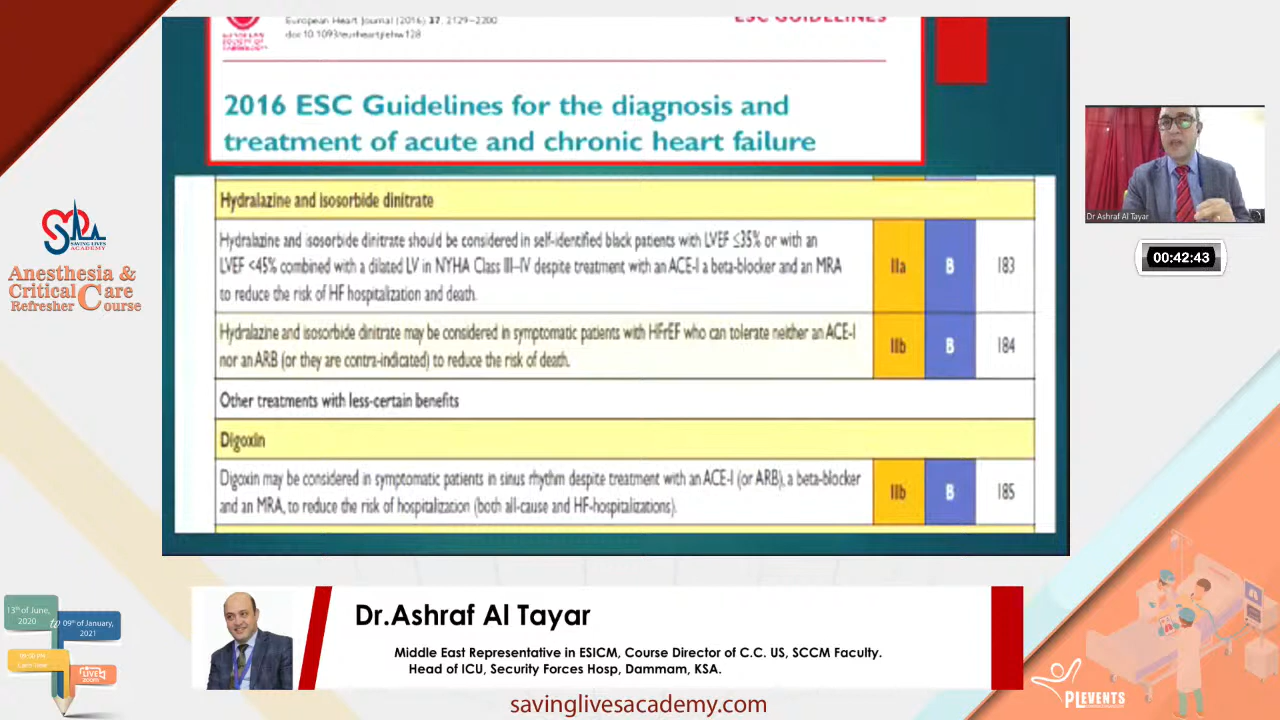 European Heart Journal (2016) 37, 2129–2200
doi:10.1093/eurheartj/ehw128
ESC GUIDELINES
2016 ESC Guidelines for the diagnosis and
treatment of acute and chronic heart failure
Hydralazine and isosorbide dinitrate
Hydralazine and isosorbide dinitrate should be considered in self-identified black patients with LVEF ≤35% or with an
LVEF <45% combined with a dilated LV in NYHA Class III–IV despite treatment with an ACE-I a beta-blocker and an MRA
to reduce the risk of HF hospitalization and death.
IIa B 183
Hydralazine and isosorbide dinitrate may be considered in symptomatic patients with HFrEF who can tolerate neither an ACE-I
nor an ARB (or they are contra-indicated) to reduce the risk of death.
IIb B 184
Other treatments with less-certain benefits
Digoxin
Digoxin may be considered in symptomatic patients in sinus rhythm despite treatment with an ACE-I (or ARB), a beta-blocker
and an MRA, to reduce the risk of hospitalization (both all-cause and HF-hospitalizations).
IIb B 185
Dr Ashraf Al Tayar
00:42:43
SAVING LIVES
ACADEMY
Anesthesia &
Critical Care
Refresher Course
13th of June,
2020
to 09th of January,
2021
LIVE
Dr.Ashraf Al Tayar
Middle East Representative in ESICM, Course Director of C.C. US, SCCM Faculty.
Head of ICU, Security Forces Hosp, Dammam, KSA.
savinglivesacademy.com
PLEVENTS